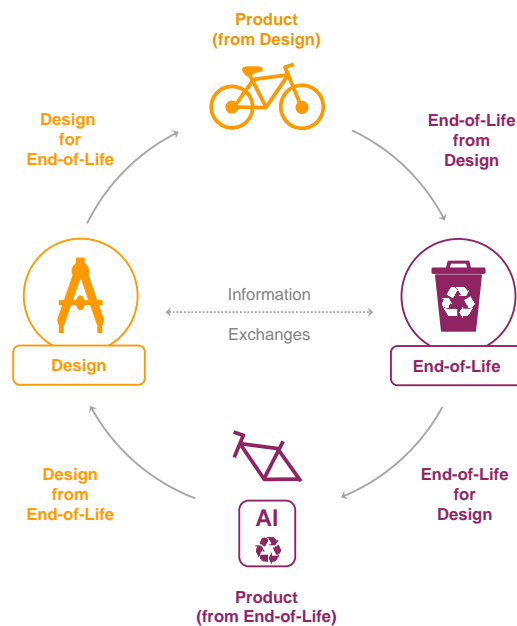 Product
(from Design)
Design
for
End-of-Life
End-of-Life
from
Design
Information
Exchanges
Design
End-of-Life
Design
from
End-of-Life
Al
End-of-Life
for
Design
Product
(from End-of-Life)